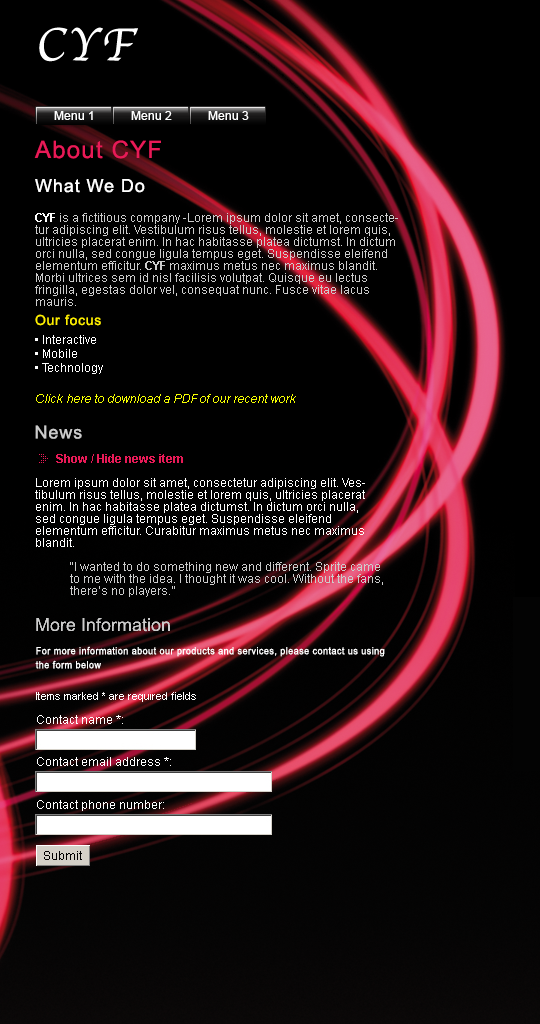 CYF
Menu 1 Menu 2 Menu 3
About CYF
What We Do
CYF is a fictitious company -Lorem ipsum dolor sit amet, consecte-
tur adipiscing elit. Vestibulum risus tellus, molestie et lorem quis,
ultricies placerat enim. In hac habitasse platea dictumst. In dictum
orci nulla, sed congue ligula tempus eget. Suspendisse eleifend
elementum efficitur. CYF maximus metus nec maximus blandit.
Morbi ultrices sem id nisl facilisis volutpat. Quisque eu lectus
fringilla, egestas dolor vel, consequat nunc. Fusce vitae lacus
mauris.
Our focus
• Interactive
• Mobile
• Technology
Click here to download a PDF of our recent work
News
Show / Hide news item
Lorem ipsum dolor sit amet, consectetur adipiscing elit. Ves-
tibulum risus tellus, molestie et lorem quis, ultricies placerat
enim. In hac habitasse platea dictumst. In dictum orci nulla,
sed congue ligula tempus eget. Suspendisse eleifend
elementum efficitur. Curabitur maximus metus nec maximus
blandit.
"I wanted to do something new and different. Sprite came
to me with the idea. I thought it was cool. Without the fans,
there's no players."
More Information
For more information about our products and services, please contact us using
the form below
Items marked * are required fields
Contact name *:
Contact email address *:
Contact phone number:
Submit